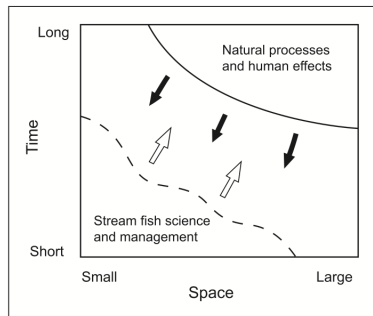 Long
Natural processes
and human effects
Time
Stream fish science
and management
Short
Small
Large
Space